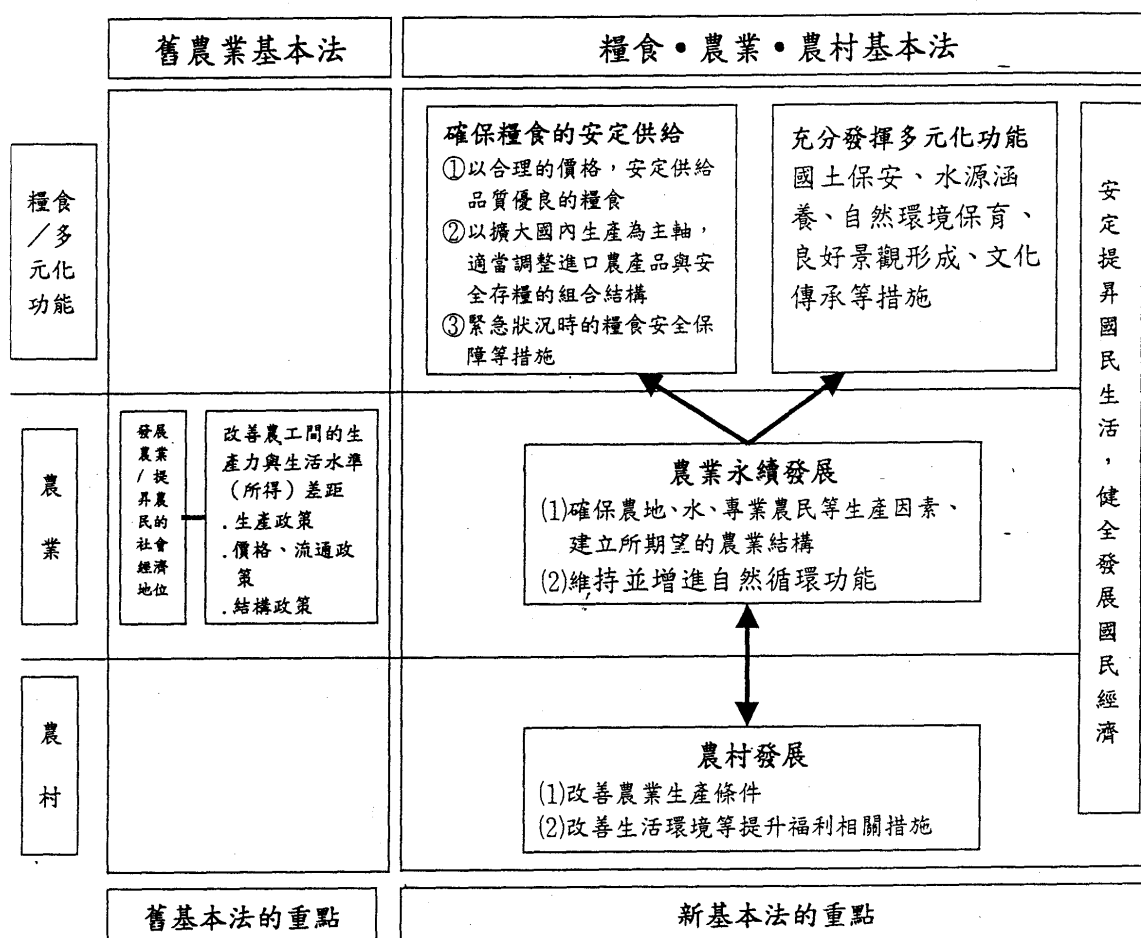 舊農業基本法
糧食•農業•農村基本法
糧食
/多
元化
功能
確保糧食的安定供給
①以合理的價格，安定供給
品質優良的糧食
②以擴大國內生產為主軸，
適當調整進口農產品與安
全存糧的組合結構
③緊急狀況時的糧食安全保
障等措施
充分發揮多元化功能
國土保安、水源涵
養、自然環境保育、
良好景觀形成、文化
傳承等措施
安定提昇國民生活，健全發展國民經濟
農
業
發展
農業
/提
昇農
民的
社會
經濟
地位
改善農工間的生
產力與生活水準
（所得）差距
.生產政策
.價格、流通政
策
.結構政策
農業永續發展
(1)確保農地、水、專業農民等生產因素、
建立所期望的農業結構
(2)維持並增進自然循環功能
農
村
農村發展
(1)改善農業生產條件
(2)改善生活環境等提升福利相關措施
舊基本法的重點
新基本法的重點